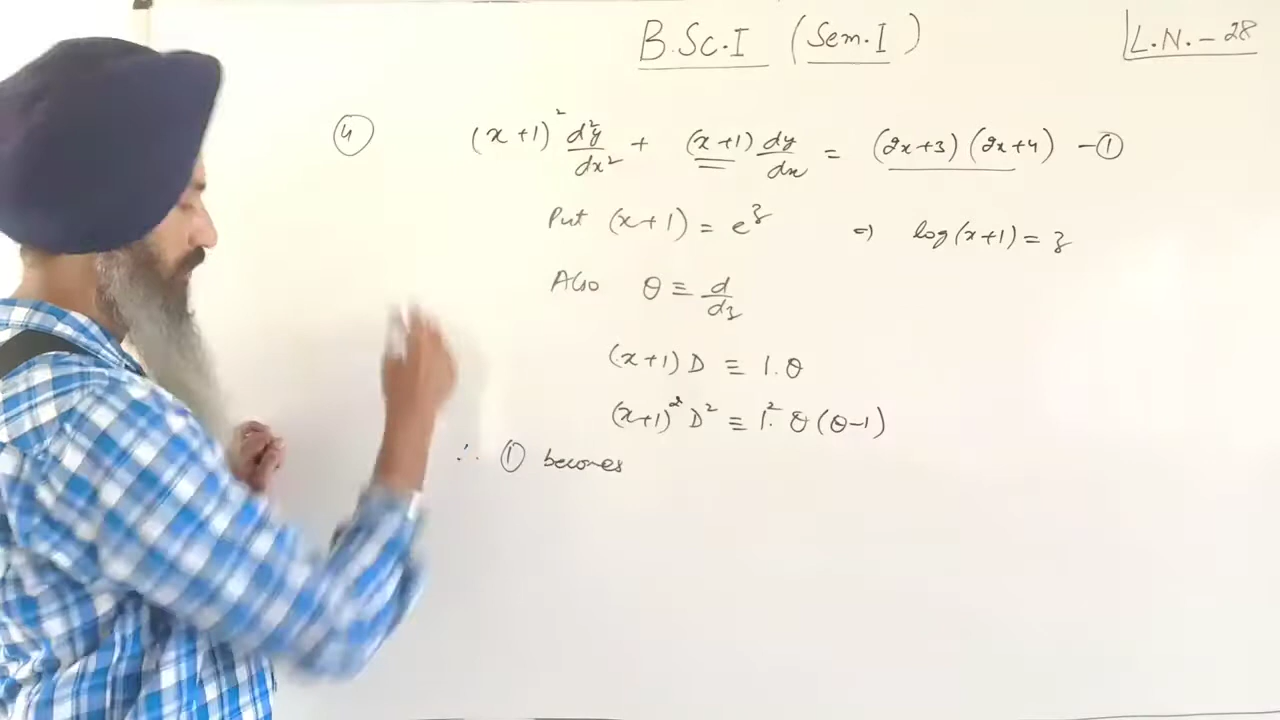 B.Sc.I (Sem.I)
L.N. - 28
④ (x+1)² d²y/dx² + (x+1) dy/dx = (2x+3)(2x+4) - ①
Put (x+1) = e^z ⇒ log(x+1) = z
Also θ ≡ d/dz
(x+1) D ≡ 1.θ
(x+1)² D² ≡ 1². θ(θ-1)
∴ ① becomes